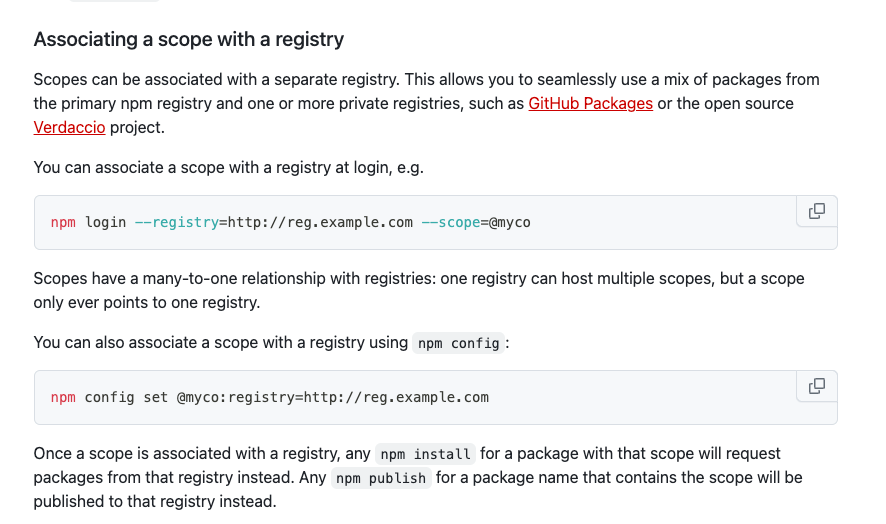 Associating a scope with a registry
Scopes can be associated with a separate registry. This allows you to seamlessly use a mix of packages from
the primary npm registry and one or more private registries, such as GitHub Packages or the open source
Verdaccio project.
You can associate a scope with a registry at login, e.g.
npm login --registry=http://reg.example.com --scope=@myco
Scopes have a many-to-one relationship with registries: one registry can host multiple scopes, but a scope
only ever points to one registry.
You can also associate a scope with a registry using npm config :
npm config set @myco:registry=http://reg.example.com
Once a scope is associated with a registry, any npm install for a package with that scope will request
packages from that registry instead. Any npm publish for a package name that contains the scope will be
published to that registry instead.